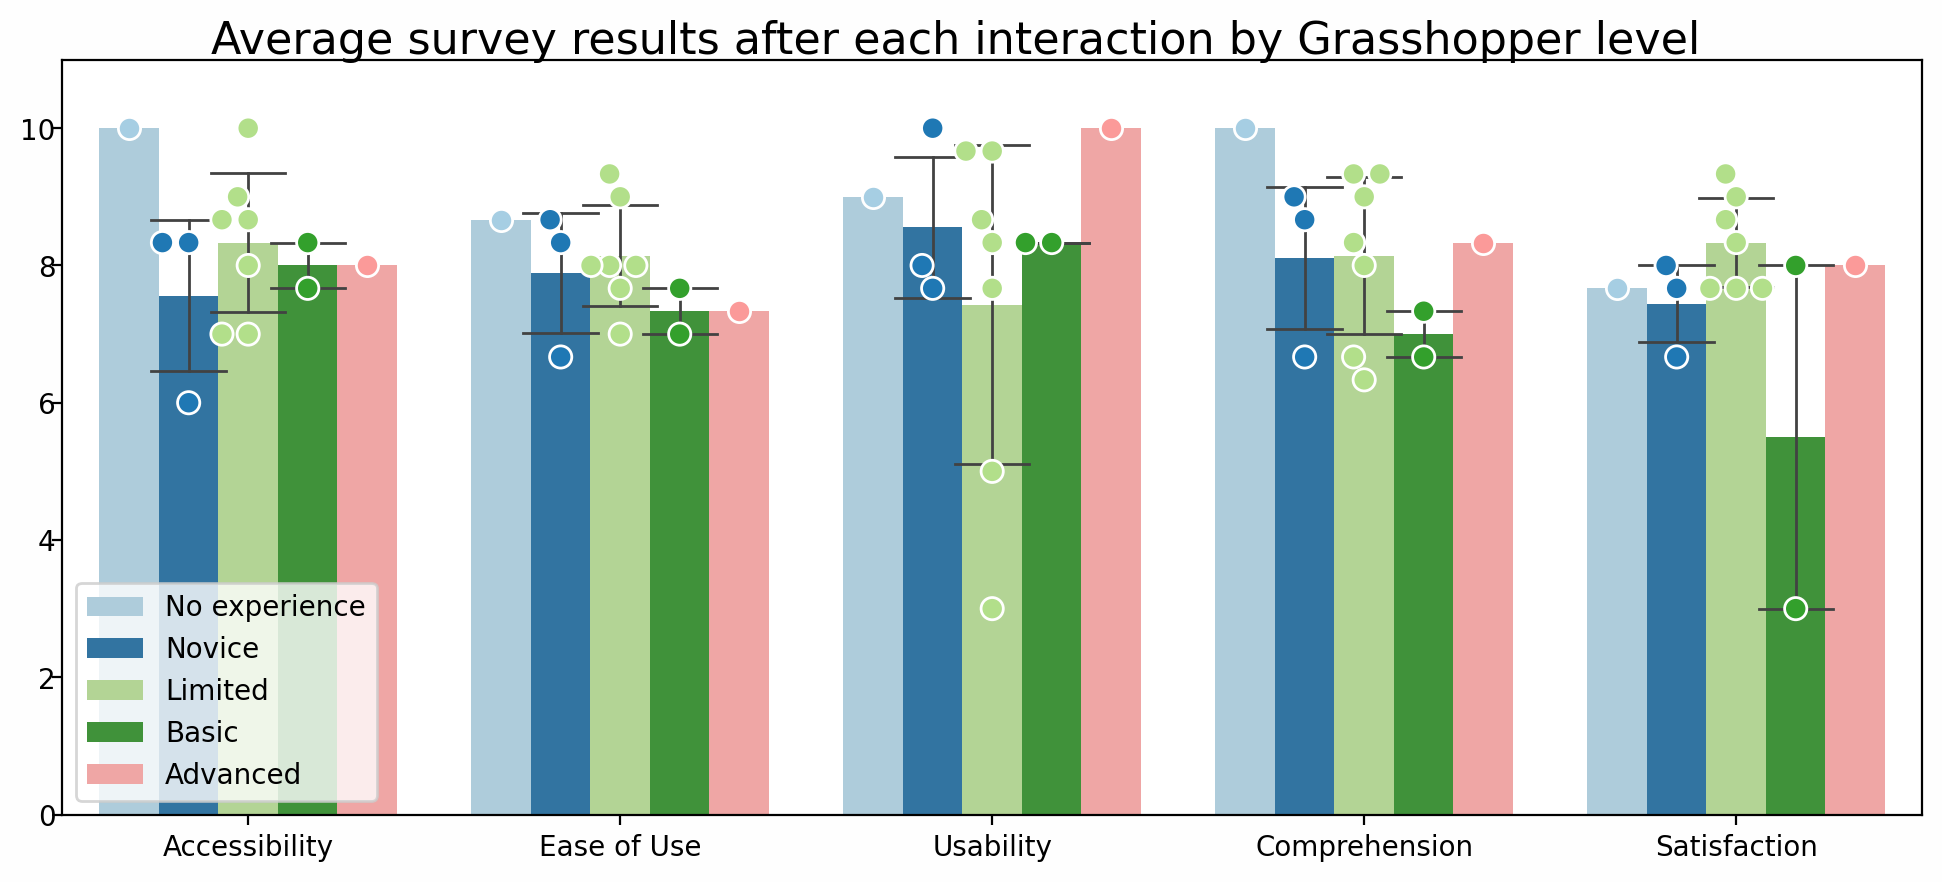 Average survey results after each interaction by Grasshopper level
10
8
6
4
2
0
No experience
Novice
Limited
Basic
Advanced
Accessibility
Ease of Use
Usability
Comprehension
Satisfaction